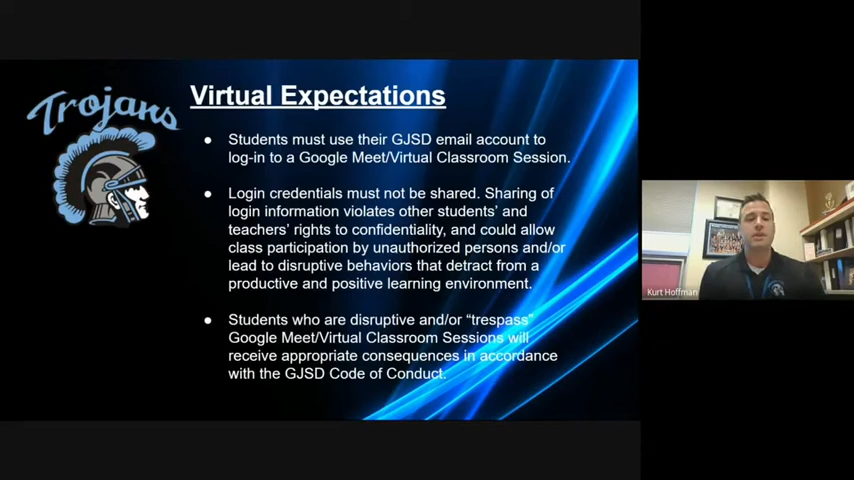 Trojans
Virtual Expectations
● Students must use their GJSD email account to
log-in to a Google Meet/Virtual Classroom Session.
● Login credentials must not be shared. Sharing of
login information violates other students’ and
teachers’ rights to confidentiality, and could allow
class participation by unauthorized persons and/or
lead to disruptive behaviors that detract from a
productive and positive learning environment.
● Students who are disruptive and/or “trespass”
Google Meet/Virtual Classroom Sessions will
receive appropriate consequences in accordance
with the GJSD Code of Conduct.
Kurt Hoffman